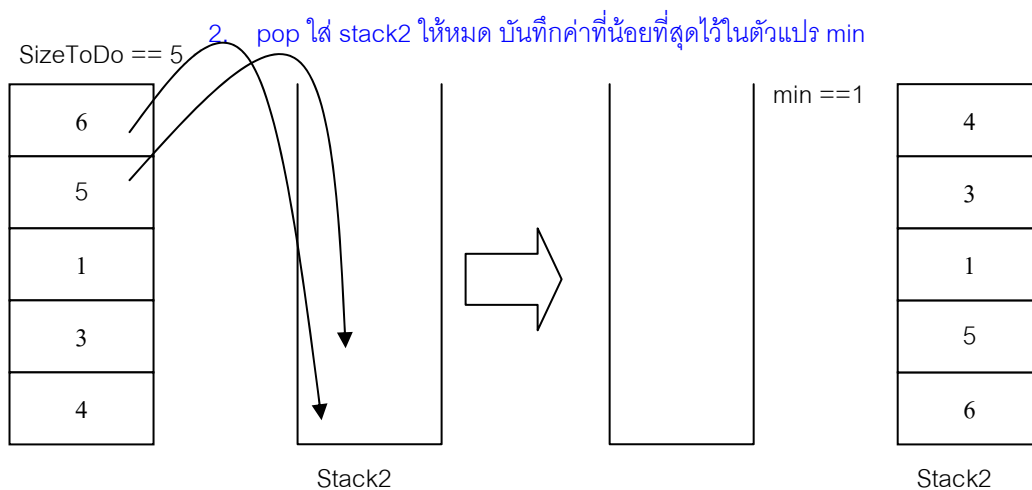 2. pop ใส่ stack2 ให้หมด บันทึกค่าที่น้อยที่สุดไว้ในตัวแปร min
SizeToDo == 5
min ==1
6
5
1
3
4
4
3
1
5
6
Stack2
Stack2